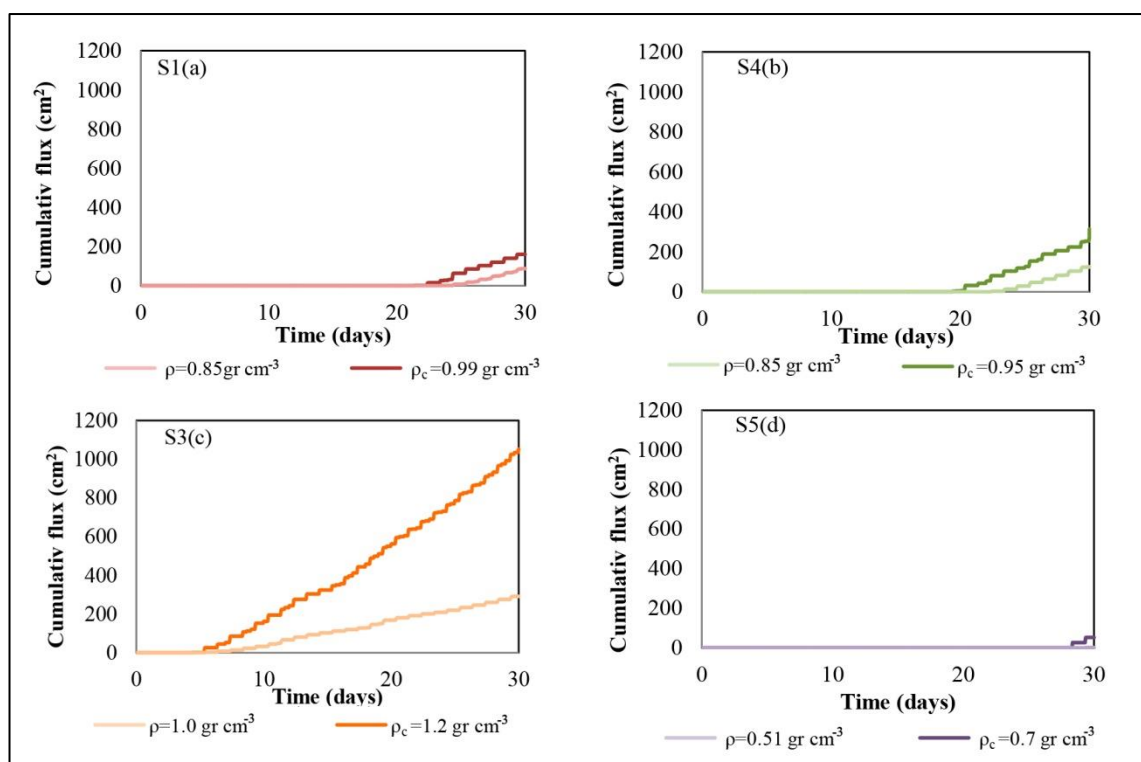 S1(a)
Cumulativ flux (cm²)
1200
1000
800
600
400
200
0
0 10 20 30
Time (days)
ρ=0.85gr cm⁻³ ρc=0.99 gr cm⁻³
S4(b)
Cumulativ flux (cm²)
1200
1000
800
600
400
200
0
0 10 20 30
Time (days)
ρ=0.85 gr cm⁻³ ρc=0.95 gr cm⁻³
S3(c)
Cumulativ flux (cm²)
1200
1000
800
600
400
200
0
0 10 20 30
Time (days)
ρ=1.0 gr cm⁻³ ρc=1.2 gr cm⁻³
S5(d)
Cumulativ flux (cm²)
1200
1000
800
600
400
200
0
0 10 20 30
Time (days)
ρ=0.51 gr cm⁻³ ρc=0.7 gr cm⁻³